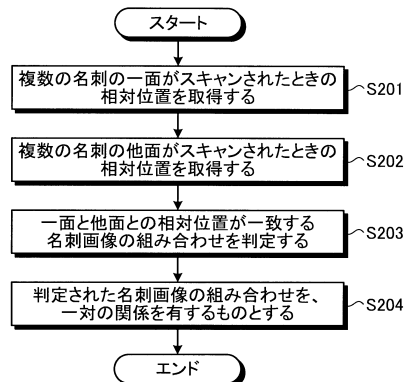 スタート
複数の名刺の一面がスキャンされたときの
相対位置を取得する
S201
複数の名刺の他面がスキャンされたときの
相対位置を取得する
S202
一面と他面との相対位置が一致する
名刺画像の組み合わせを判定する
S203
判定された名刺画像の組み合わせを、
一対の関係を有するものとする
S204
エンド